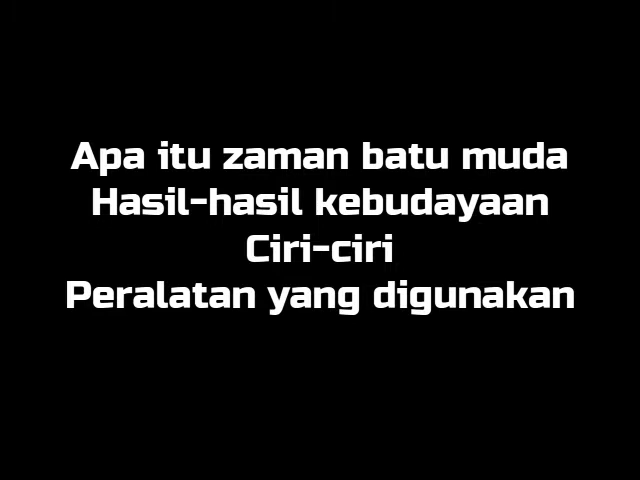 Apa itu zaman batu muda
Hasil-hasil kebudayaan
Ciri-ciri
Peralatan yang digunakan